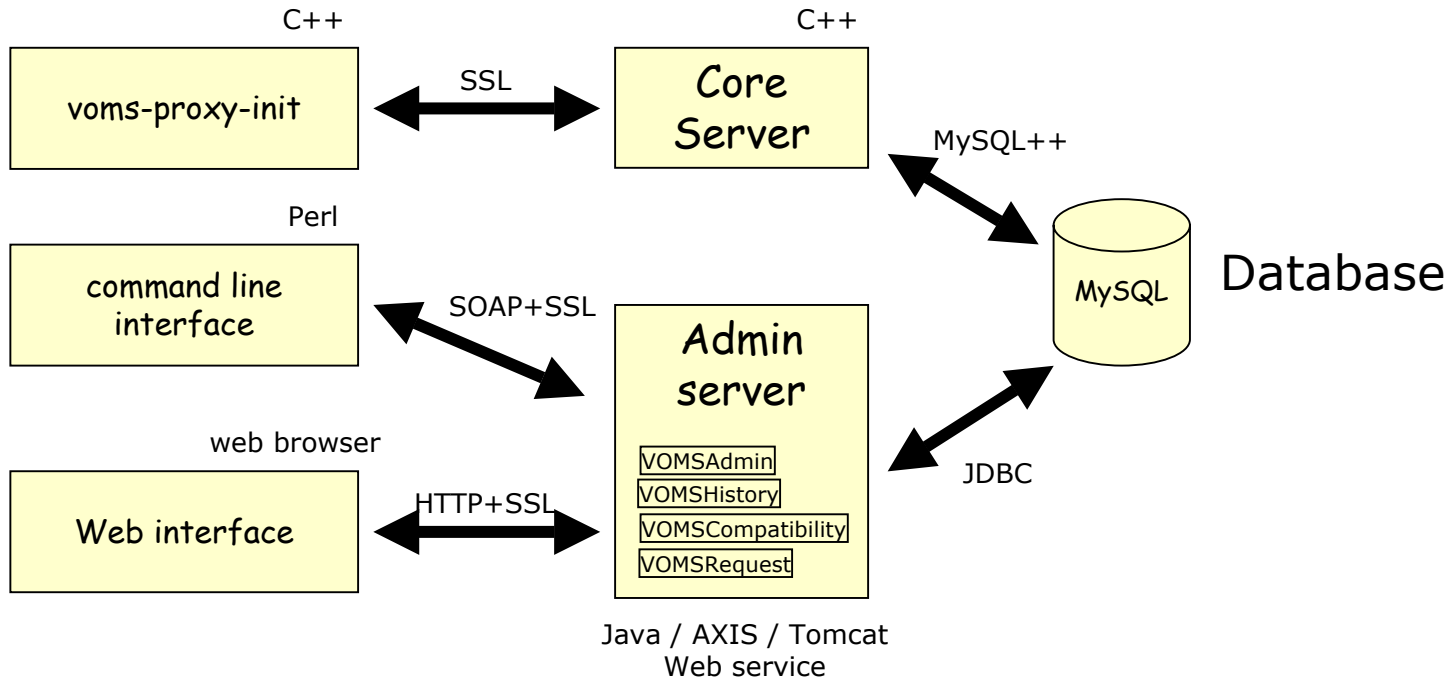 C++
C++
voms-proxy-init
SSL
Core
Server
MySQL++
Perl
command line
interface
SOAP+SSL
Admin
server
MySQL
Database
web browser
Web interface
HTTP+SSL
VOMSAdmin
VOMSHistory
VOMSCompatibility
VOMSRequest
JDBC
Java / AXIS / Tomcat
Web service